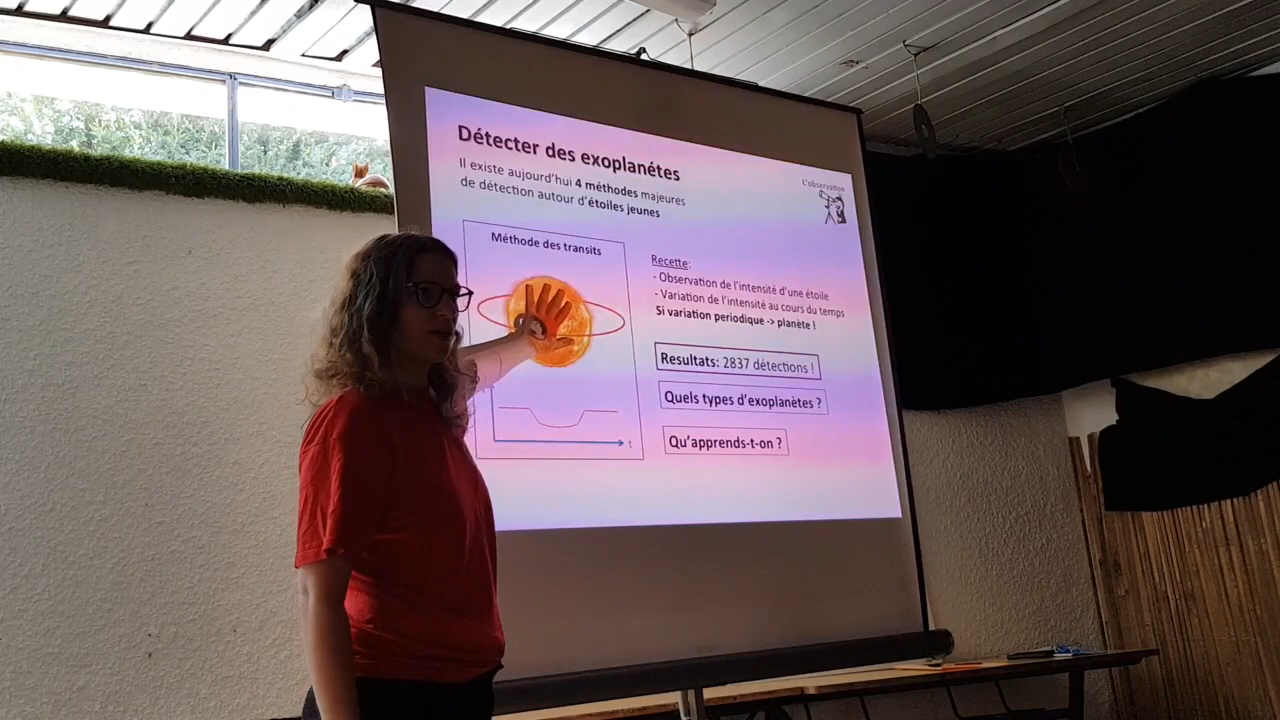 Détecter des exoplanétes
Il existe aujourd'hui 4 méthodes majeures
de détection autour d'étoiles jeunes
L'observation
Méthode des transits
Recette:
- Observation de l'intensité d'une étoile
- Variation de l'intensité au cours du temps
Si variation periodique -> planète !
Resultats: 2837 détections !
Quels types d'exoplanètes ?
Qu'apprends-t-on ?
t